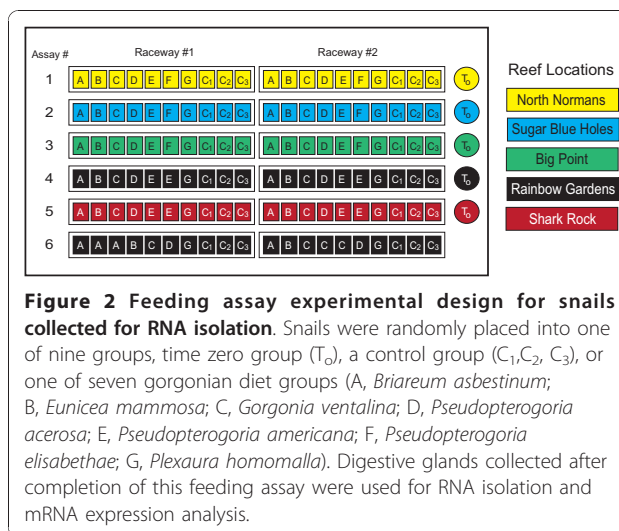 Assay # Raceway #1 Raceway #2
1 A B C D E F G C1 C2 C3 A B C D E F G C1 C2 C3 To
2 A B C D E F G C1 C2 C3 A B C D E F G C1 C2 C3 To
3 A B C D E F G C1 C2 C3 A B C D E F G C1 C2 C3 To
4 A B C D E E G C1 C2 C3 A B C D E E G C1 C2 C3 To
5 A B C D E E G C1 C2 C3 A B C D E E G C1 C2 C3 To
6 A A A B C D G C1 C2 C3 A B C C C D G C1 C2 C3
Reef Locations
North Normans
Sugar Blue Holes
Big Point
Rainbow Gardens
Shark Rock
Figure 2 Feeding assay experimental design for snails
collected for RNA isolation. Snails were randomly placed into one
of nine groups, time zero group (To), a control group (C1,C2, C3), or
one of seven gorgonian diet groups (A, Briareum asbestinum;
B, Eunicea mammosa; C, Gorgonia ventalina; D, Pseudopterogoria
acerosa; E, Pseudopterogoria americana; F, Pseudopterogoria
elisabethae; G, Plexaura homomalla). Digestive glands collected after
completion of this feeding assay were used for RNA isolation and
mRNA expression analysis.